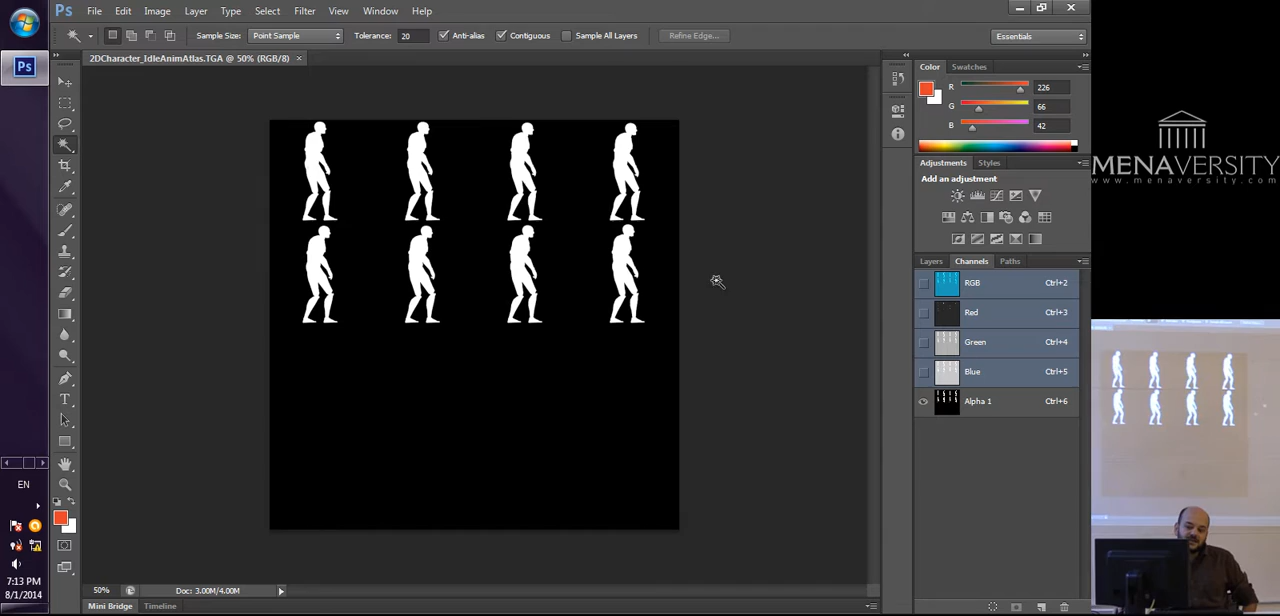 Ps File Edit Image Layer Type Select Filter View Window Help
Sample Size: Point Sample Tolerance: 20 Anti-alias Contiguous Sample All Layers Refine Edge... Essentials
Ps 2DCharacter_IdleAnimAtlas.TGA @ 50% (RGB/8) ×
Color Swatches
R 226
G 66
B 42
Adjustments Styles
Add an adjustment
MENAVERSITY
www.menaversity.com
Layers Channels Paths
RGB Ctrl+2
Red Ctrl+3
Green Ctrl+4
Blue Ctrl+5
Alpha 1 Ctrl+6
EN
7:13 PM
8/1/2014
50% Doc: 3.00M/4.00M
Mini Bridge Timeline